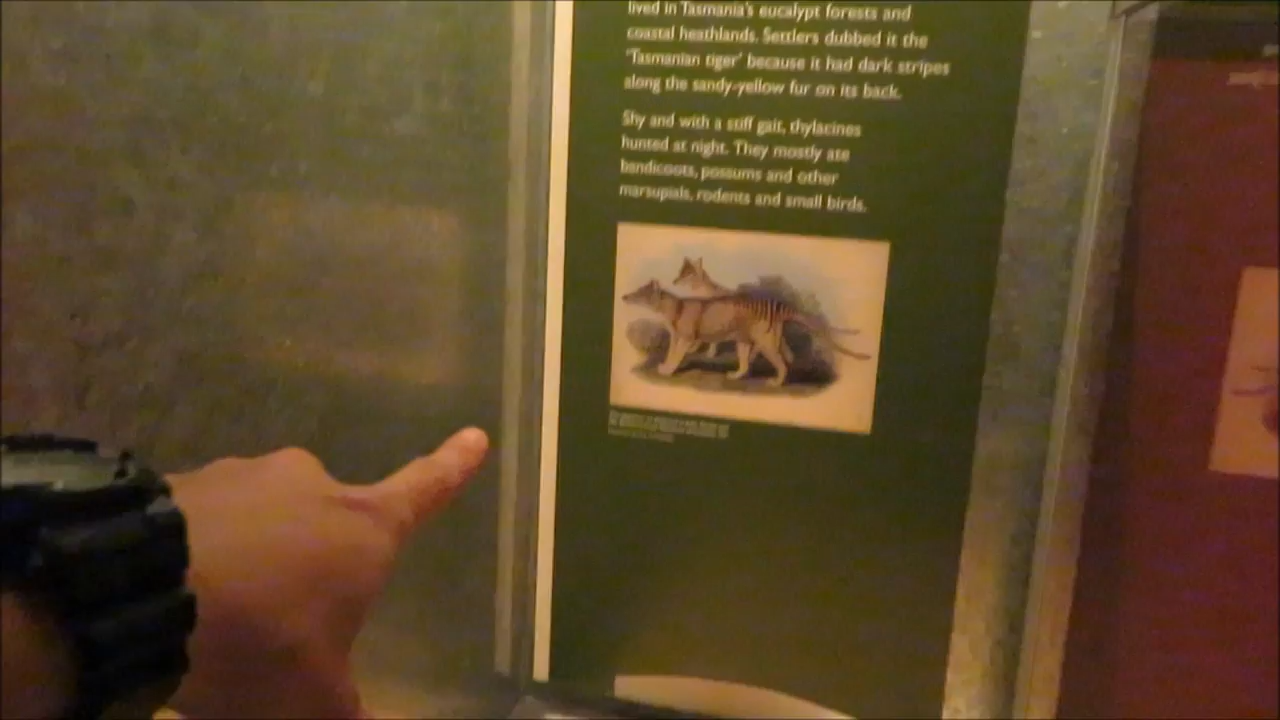 lived in Tasmania's eucalypt forests and
coastal heathlands. Settlers dubbed it the
'Tasmanian tiger' because it had dark stripes
along the sandy-yellow fur on its back.
Shy and with a stiff gait, thylacines
hunted at night. They mostly ate
bandicoots, possums and other
marsupials, rodents and small birds.